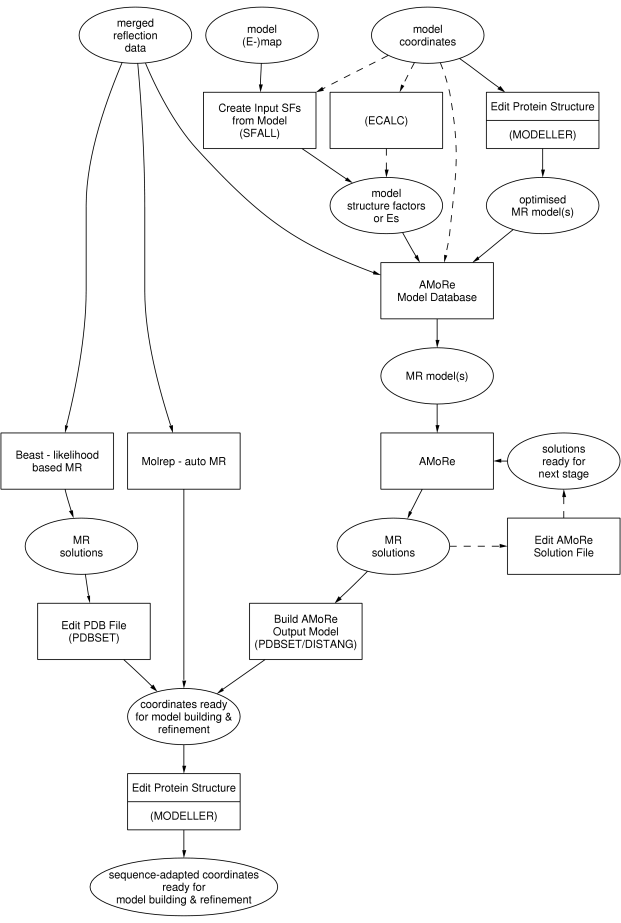 merged
reflection
data
model
(E-)map
model
coordinates
Create Input SFs
from Model
(SFALL)
(ECALC)
Edit Protein Structure
(MODELLER)
model
structure factors
or Es
optimised
MR model(s)
AMoRe
Model Database
MR model(s)
Beast - likelihood
based MR
Molrep - auto MR
AMoRe
solutions
ready for
next stage
MR
solutions
MR
solutions
Edit AMoRe
Solution File
Edit PDB File
(PDBSET)
Build AMoRe
Output Model
(PDBSET/DISTANG)
coordinates ready
for model building &
refinement
Edit Protein Structure
(MODELLER)
sequence-adapted coordinates
ready for
model building & refinement